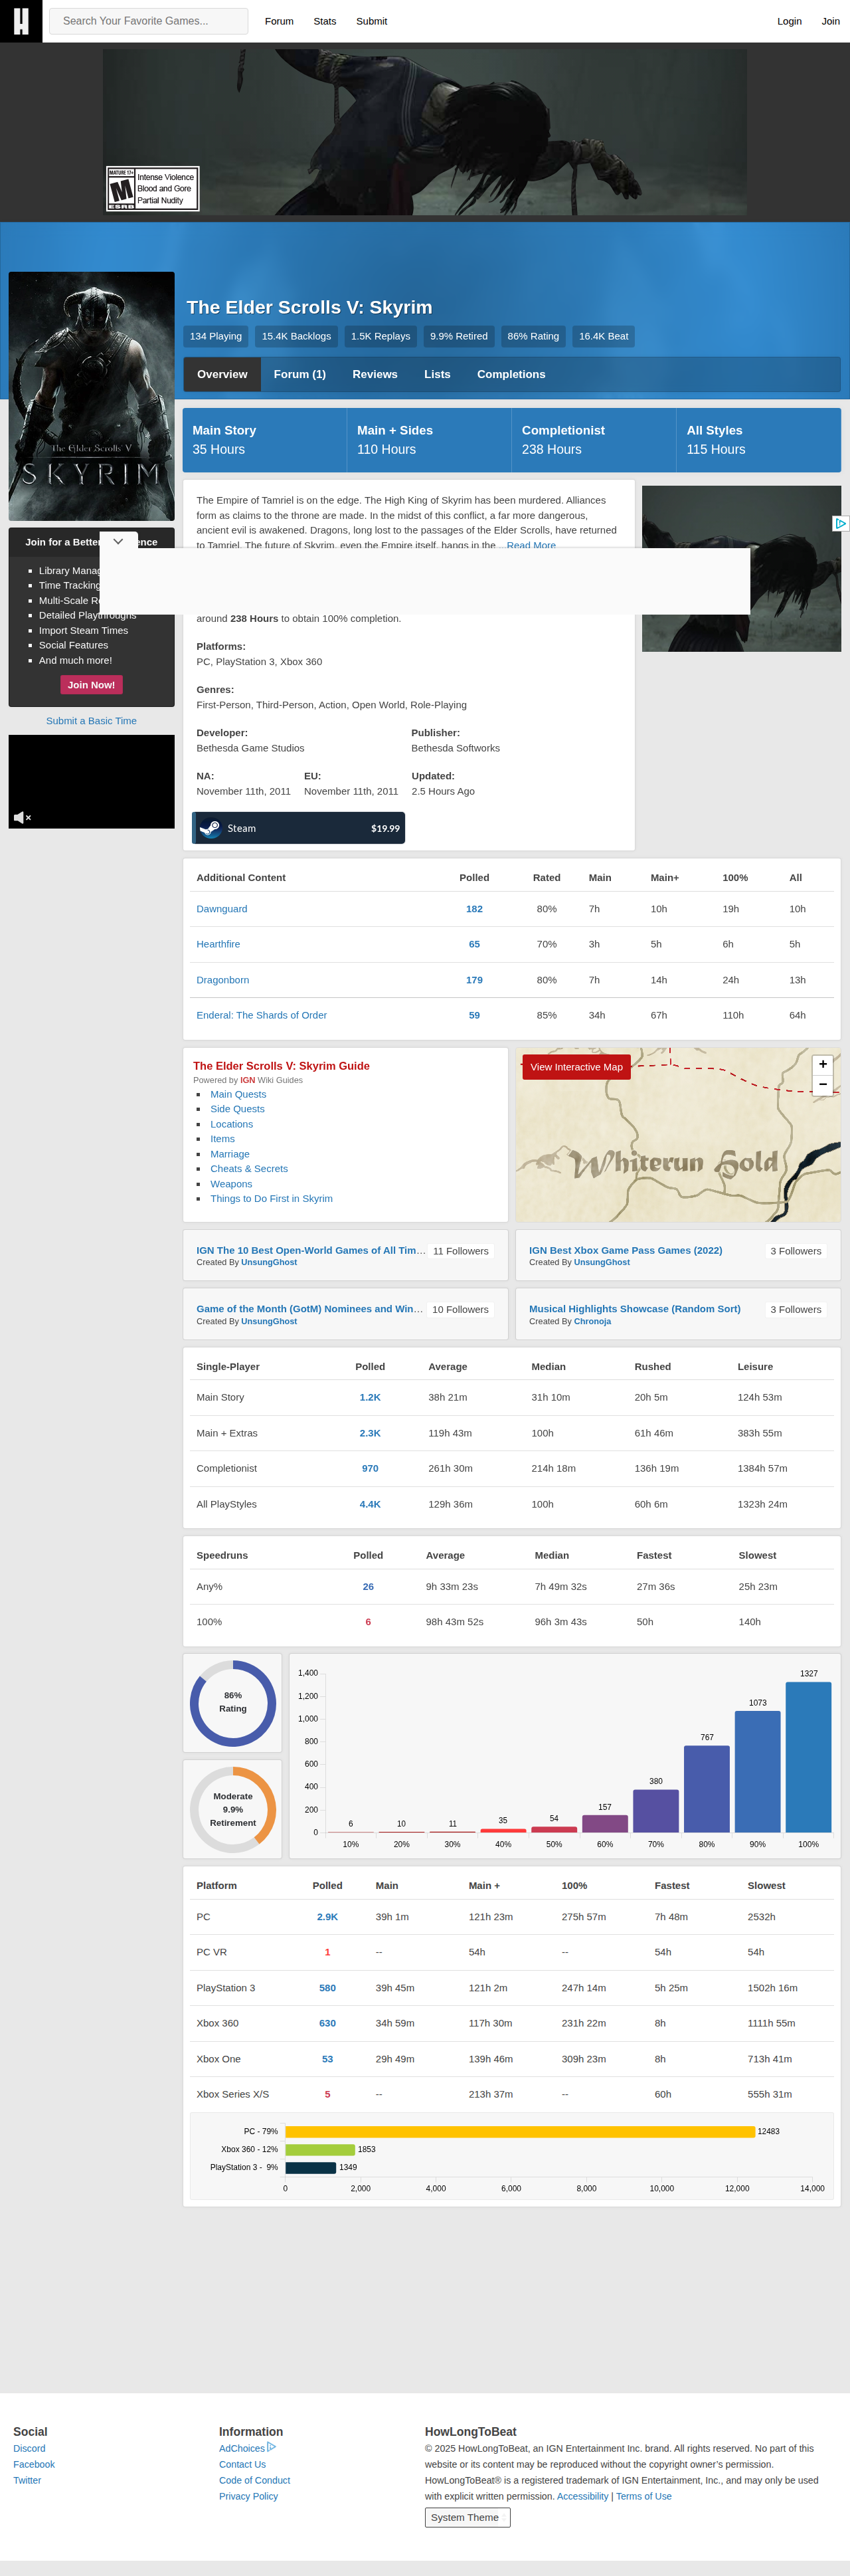 H
Search Your Favorite Games...
Forum
Stats
Submit
Login
Join
MATURE 17+
M
ESRB
Intense Violence
Blood and Gore
Partial Nudity
The Elder Scrolls V: Skyrim
134 Playing
15.4K Backlogs
1.5K Replays
9.9% Retired
86% Rating
16.4K Beat
Overview
Forum (1)
Reviews
Lists
Completions
The Elder Scrolls V
SKYRIM
Main Story
35 Hours
Main + Sides
110 Hours
Completionist
238 Hours
All Styles
115 Hours
Join for a Better
ence
Library Manag
Time Tracking
Multi-Scale Re
Detailed Playthroughs
Import Steam Times
Social Features
And much more!
Join Now!
Submit a Basic Time
The Empire of Tamriel is on the edge. The High King of Skyrim has been murdered. Alliances
form as claims to the throne are made. In the midst of this conflict, a far more dangerous,
ancient evil is awakened. Dragons, long lost to the passages of the Elder Scrolls, have returned
to Tamriel. The future of Skyrim, even the Empire itself, hangs in the ...Read More
around 238 Hours to obtain 100% completion.
Platforms:
PC, PlayStation 3, Xbox 360
Genres:
First-Person, Third-Person, Action, Open World, Role-Playing
Developer:
Bethesda Game Studios
Publisher:
Bethesda Softworks
NA:
November 11th, 2011
EU:
November 11th, 2011
Updated:
2.5 Hours Ago
Steam $19.99
Additional Content Polled Rated Main Main+ 100% All
Dawnguard 182 80% 7h 10h 19h 10h
Hearthfire 65 70% 3h 5h 6h 5h
Dragonborn 179 80% 7h 14h 24h 13h
Enderal: The Shards of Order 59 85% 34h 67h 110h 64h
The Elder Scrolls V: Skyrim Guide
Powered by IGN Wiki Guides
Main Quests
Side Quests
Locations
Items
Marriage
Cheats & Secrets
Weapons
Things to Do First in Skyrim
View Interactive Map
+
−
Whiterun Hold
IGN The 10 Best Open-World Games of All Tim... 11 Followers
Created By UnsungGhost
IGN Best Xbox Game Pass Games (2022) 3 Followers
Created By UnsungGhost
Game of the Month (GotM) Nominees and Win... 10 Followers
Created By UnsungGhost
Musical Highlights Showcase (Random Sort) 3 Followers
Created By Chronoja
Single-Player Polled Average Median Rushed Leisure
Main Story 1.2K 38h 21m 31h 10m 20h 5m 124h 53m
Main + Extras 2.3K 119h 43m 100h 61h 46m 383h 55m
Completionist 970 261h 30m 214h 18m 136h 19m 1384h 57m
All PlayStyles 4.4K 129h 36m 100h 60h 6m 1323h 24m
Speedruns Polled Average Median Fastest Slowest
Any% 26 9h 33m 23s 7h 49m 32s 27m 36s 25h 23m
100% 6 98h 43m 52s 96h 3m 43s 50h 140h
86%
Rating
Moderate
9.9%
Retirement
1,400
1,200
1,000
800
600
400
200
0
6 10 11 35 54 157 380 767 1073 1327
10% 20% 30% 40% 50% 60% 70% 80% 90% 100%
Platform Polled Main Main + 100% Fastest Slowest
PC 2.9K 39h 1m 121h 23m 275h 57m 7h 48m 2532h
PC VR 1 -- 54h -- 54h 54h
PlayStation 3 580 39h 45m 121h 2m 247h 14m 5h 25m 1502h 16m
Xbox 360 630 34h 59m 117h 30m 231h 22m 8h 1111h 55m
Xbox One 53 29h 49m 139h 46m 309h 23m 8h 713h 41m
Xbox Series X/S 5 -- 213h 37m -- 60h 555h 31m
PC - 79% 12483
Xbox 360 - 12% 1853
PlayStation 3 - 9% 1349
0 2,000 4,000 6,000 8,000 10,000 12,000 14,000
Social
Discord
Facebook
Twitter
Information
AdChoices
Contact Us
Code of Conduct
Privacy Policy
HowLongToBeat
© 2025 HowLongToBeat, an IGN Entertainment Inc. brand. All rights reserved. No part of this
website or its content may be reproduced without the copyright owner's permission.
HowLongToBeat® is a registered trademark of IGN Entertainment, Inc., and may only be used
with explicit written permission. Accessibility | Terms of Use
System Theme